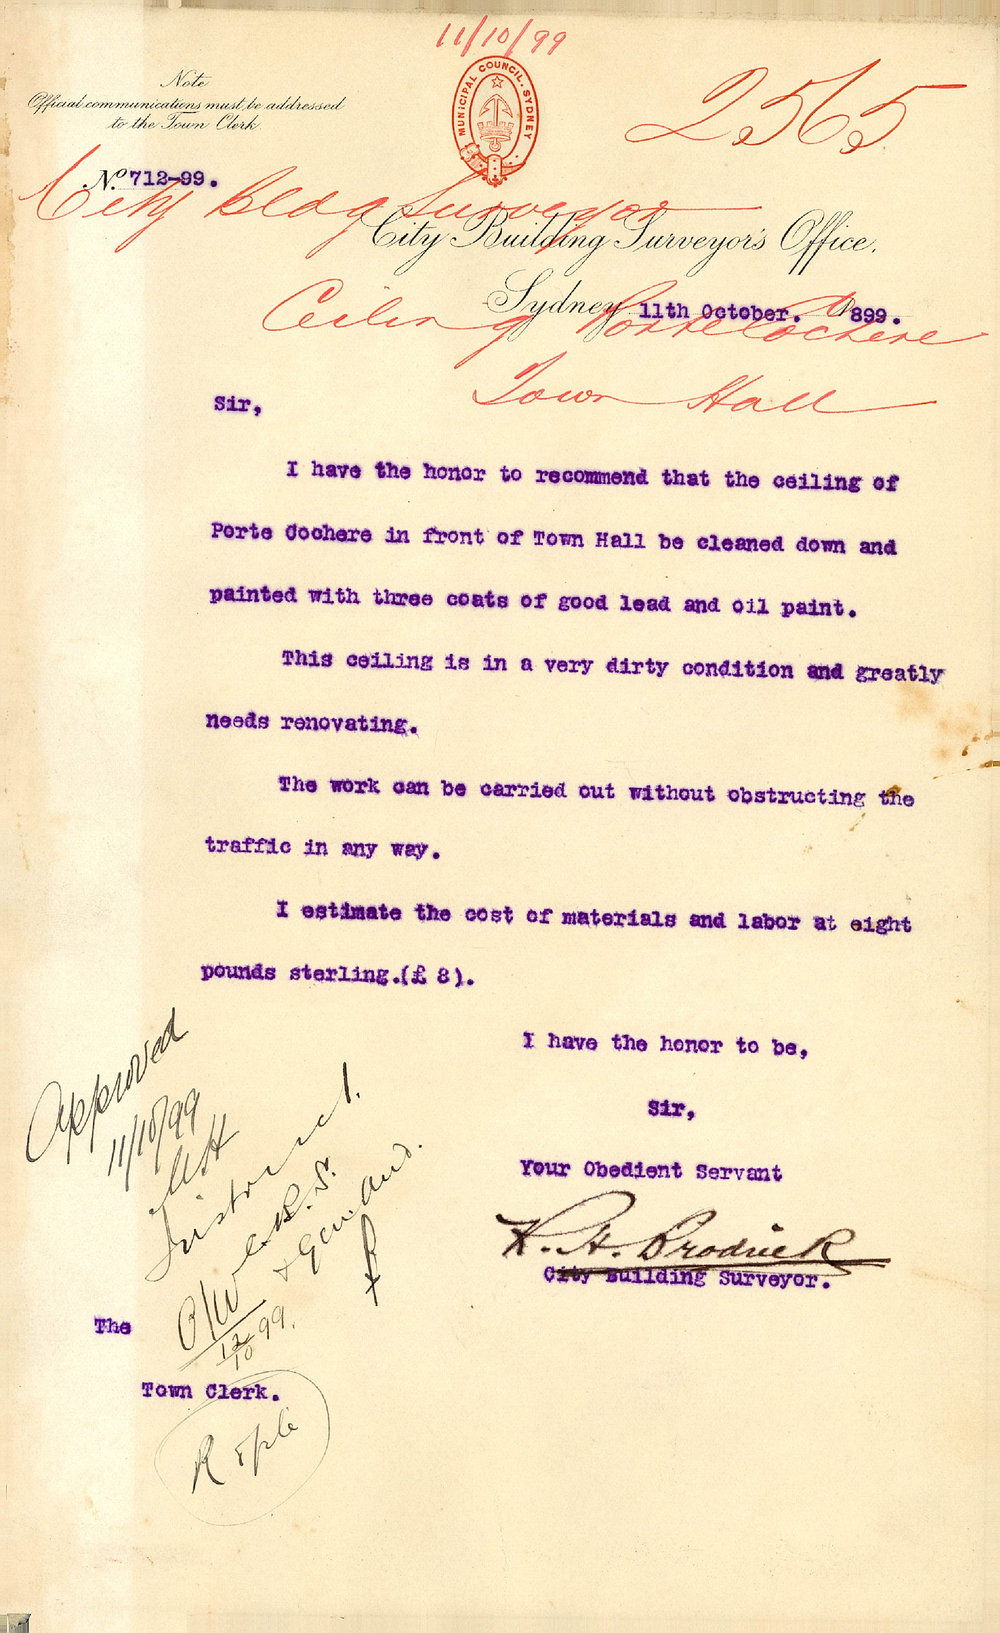 11/10/99
Note
Official communications must be addressed
to the Town Clerk.
MUNICIPAL COUNCIL. SYDNEY
2565
No 712-99.
City Bldg Surveyor
City Building Surveyor's Office.
Sydney 11th October. 1899.
Ceiling Porte Cochere
Town Hall
Sir,
I have the honor to recommend that the ceiling of
Porte Cochere in front of Town Hall be cleaned down and
painted with three coats of good lead and oil paint.
This ceiling is in a very dirty condition and greatly
needs renovating.
The work can be carried out without obstructing the
traffic in any way.
I estimate the cost of materials and labor at eight
pounds sterling.(£ 8).
I have the honor to be,
Sir,
Your Obedient Servant
City Building Surveyor.
Approved
11/10/99
Instruct
C.B.S.
12/10 99.
The
Town Clerk.